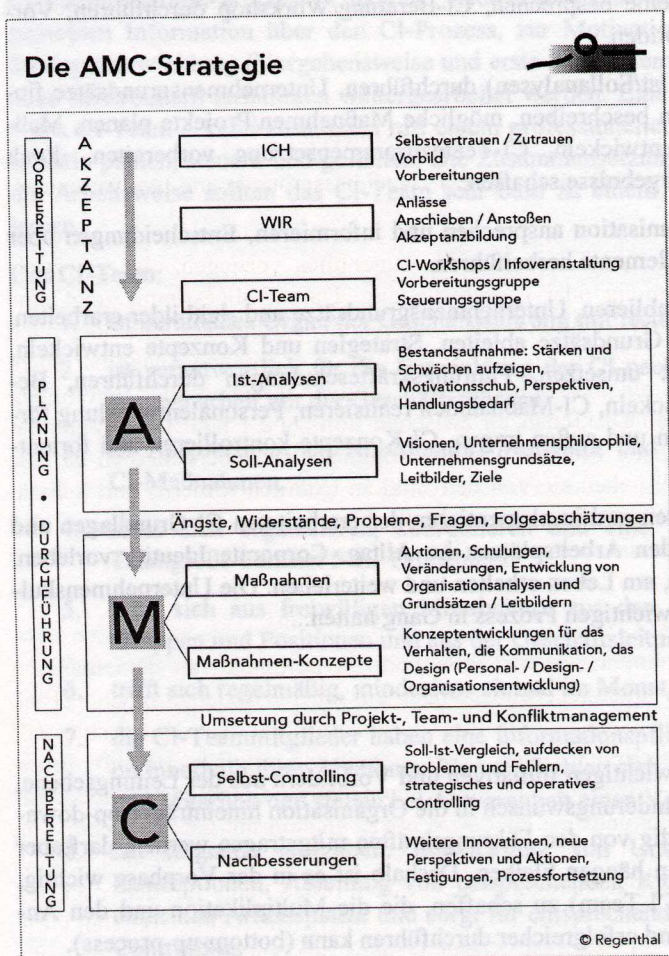 Die AMC-Strategie
VORBEREITUNG
AKZEPTANZ
ICH
Selbstvertrauen / Zutrauen
Vorbild
Vorbereitungen
WIR
Anlässe
Anschieben / Anstoßen
Akzeptanzbildung
CI-Team
CI-Workshops / Infoveranstaltung
Vorbereitungsgruppe
Steuerungsgruppe
PLANUNG • DURCHFÜHRUNG
A
Ist-Analysen
Bestandsaufnahme: Stärken und
Schwächen aufzeigen,
Motivationsschub, Perspektiven,
Handlungsbedarf
Soll-Analysen
Visionen, Unternehmensphilosophie,
Unternehmensgrundsätze,
Leitbilder, Ziele
Ängste, Widerstände, Probleme, Fragen, Folgeabschätzungen
M
Maßnahmen
Aktionen, Schulungen,
Veränderungen, Entwicklung von
Organisationsanalysen und
Grundsätzen / Leitbildern
Maßnahmen-Konzepte
Konzeptentwicklungen für das
Verhalten, die Kommunikation, das
Design (Personal- / Design- /
Organisationentwicklung)
Umsetzung durch Projekt-, Team- und Konfliktmanagement
NACHBEREITUNG
C
Selbst-Controlling
Soll-Ist-Vergleich, aufdecken von
Problemen und Fehlern,
strategisches und operatives
Controlling
Nachbesserungen
Weitere Innovationen, neue
Perspektiven und Aktionen,
Festigungen, Prozess-Steuerung
© Regenthal